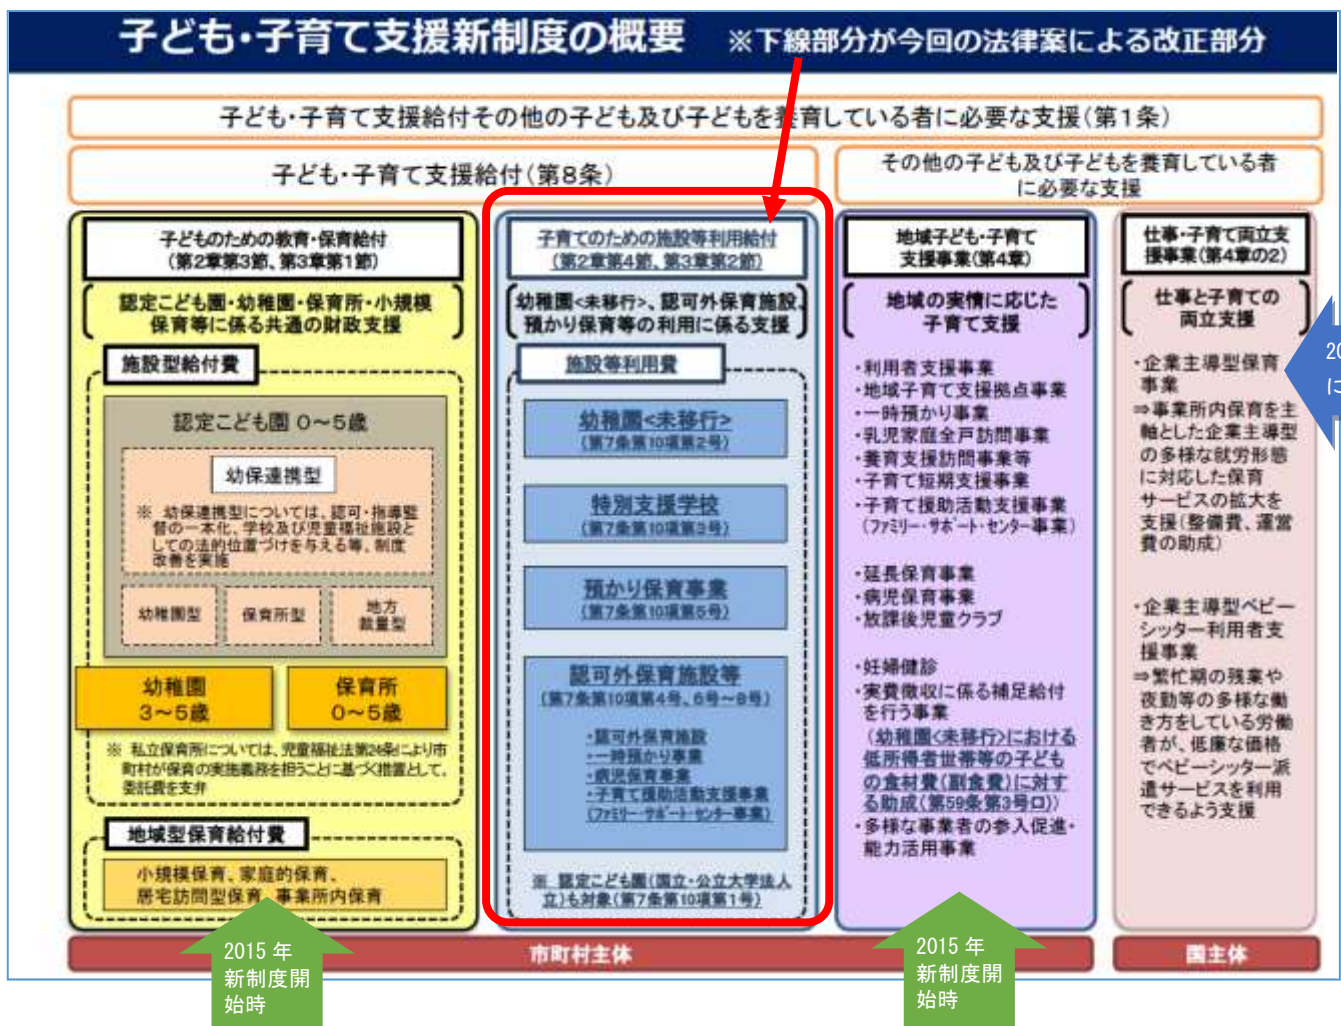 子ども・子育て支援新制度の概要 ※下線部分が今回の法律案による改正部分
子ども・子育て支援給付その他の子ども及び子どもを養育している者に必要な支援(第1条)
子ども・子育て支援給付(第8条)
その他の子ども及び子どもを養育している者
に必要な支援
子どものための教育・保育給付
(第2章第3節、第3章第1節)
認定こども園・幼稚園・保育所・小規模
保育等に係る共通の財政支援
施設型給付費
認定こども園 0～5歳
幼保連携型
※ 幼保連携型については、認可・指導監
督の一本化、学校及び児童福祉施設と
しての法的位置づけを与える等、制度
改善を実施
幼稚園型
保育所型
地方
裁量型
幼稚園
3～5歳
保育所
0～5歳
※ 私立保育所については、児童福祉法第24条により市
町村が保育の実施義務を担うことに基づく措置として、
委託費を支弁
地域型保育給付費
小規模保育、家庭的保育、
居宅訪問型保育、事業所内保育
子育てのための施設等利用給付
(第2章第4節、第3章第2節)
幼稚園<未移行>、認可外保育施設、
預かり保育等の利用に係る支援
施設等利用費
幼稚園<未移行>
(第7条第10項第2号)
特別支援学校
(第7条第10項第3号)
預かり保育事業
(第7条第10項第5号)
認可外保育施設等
(第7条第10項第4号、6号～8号)
・認可外保育施設
・一時預かり事業
・病児保育事業
・子育て援助活動支援事業
(ファミリー・サポート・センター事業)
※ 認定こども園(国立・公立大学法人
立)も対象(第7条第10項第1号)
地域子ども・子育て
支援事業(第4章)
地域の実情に応じた
子育て支援
・利用者支援事業
・地域子育て支援拠点事業
・一時預かり事業
・乳児家庭全戸訪問事業
・養育支援訪問事業等
・子育て短期支援事業
・子育て援助活動支援事業
(ファミリー・サポート・センター事業)
・延長保育事業
・病児保育事業
・放課後児童クラブ
・妊婦健診
・実費徴収に係る補足給付
を行う事業
(幼稚園<未移行>における
低所得者世帯等の子ども
の食材費(副食費)に対す
る助成(第59条第3号ロ))
・多様な事業者の参入促進・
能力活用事業
仕事・子育て両立支
援事業(第4章の2)
仕事と子育ての
両立支援
・企業主導型保育
事業
⇒事業所内保育を主
軸とした企業主導型
の多様な就労形態
に対応した保育
サービスの拡大を
支援(整備費、運営
費の助成)
・企業主導型ベビー
シッター利用者支
援事業
⇒繁忙期の残業や
夜勤等の多様な働
き方をしている労働
者が、低廉な価格
でベビーシッター派
遣サービスを利用
できるよう支援
20
に
市町村主体
国主体
2015 年
新制度開
始時
2015 年
新制度開
始時